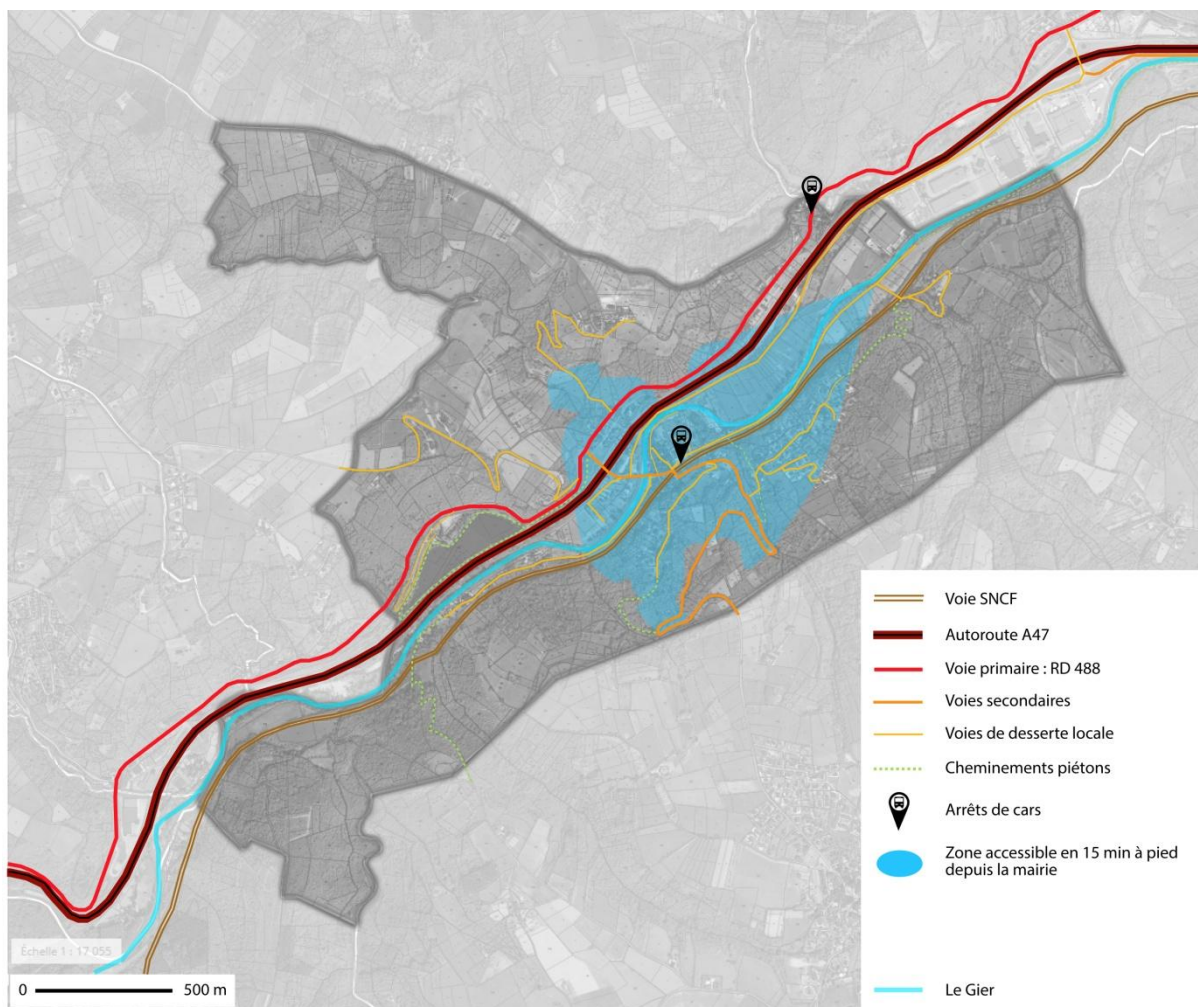 Voie SNCF
Autoroute A47
Voie primaire : RD 488
Voies secondaires
Voies de desserte locale
Cheminements piétons
Arrêts de cars
Zone accessible en 15 min à pied
depuis la mairie
Le Gier
Échelle 1 : 17 055
0 500 m